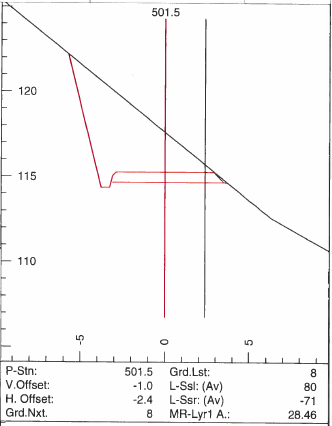 501.5
120
115
110
-5
0
5
P-Stn: 501.5 Grd.Lst: 8
V.Offset: -1.0 L-Ssl: (Av) 80
H. Offset: -2.4 L-Ssr: (Av) -71
Grd.Nxt. 8 MR-Lyr1 A.: 28.46